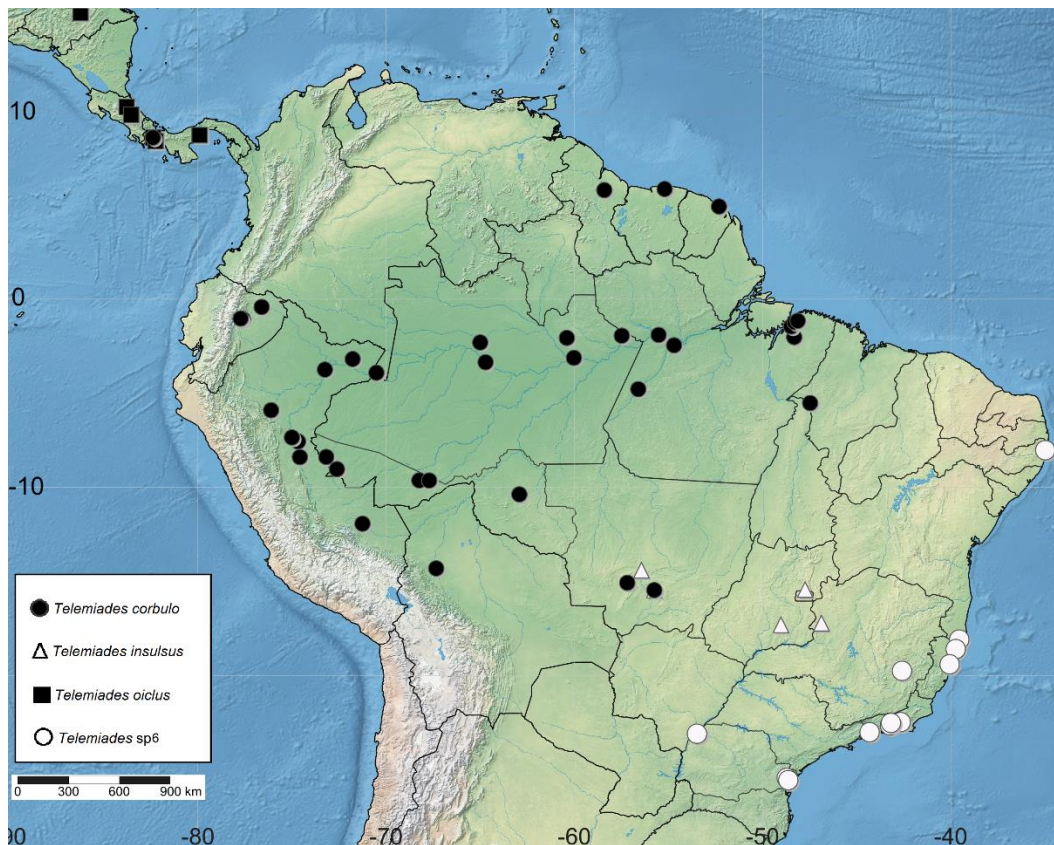 10
0
-10
Telemiades corbulo
Telemiades insulsus
Telemiades oiclus
Telemiades sp6
0 300 600 900 km
90 -80 -70 -60 -50 -40